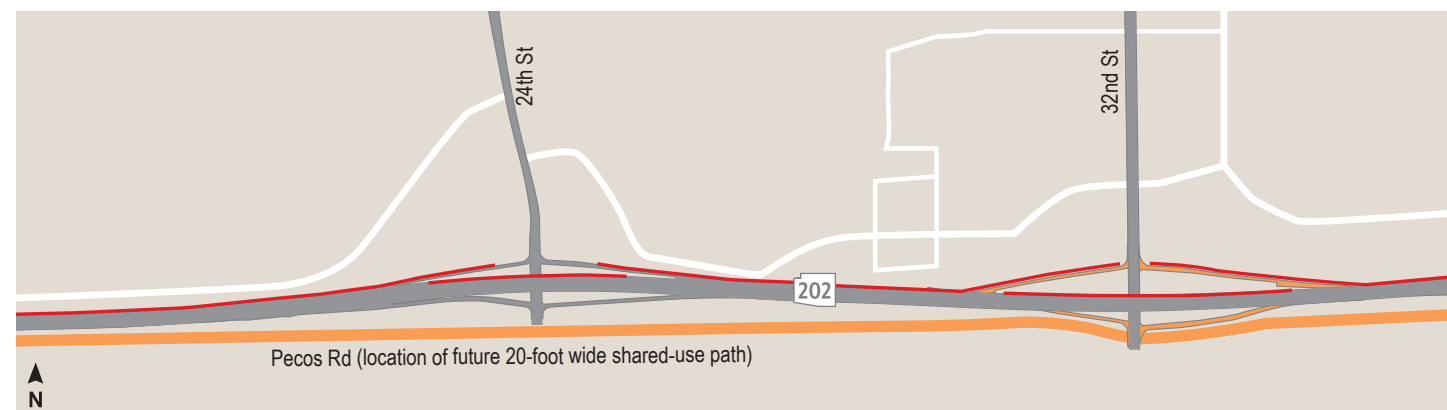 24th St
32nd St
202
Pecos Rd (location of future 20-foot wide shared-use path)
N